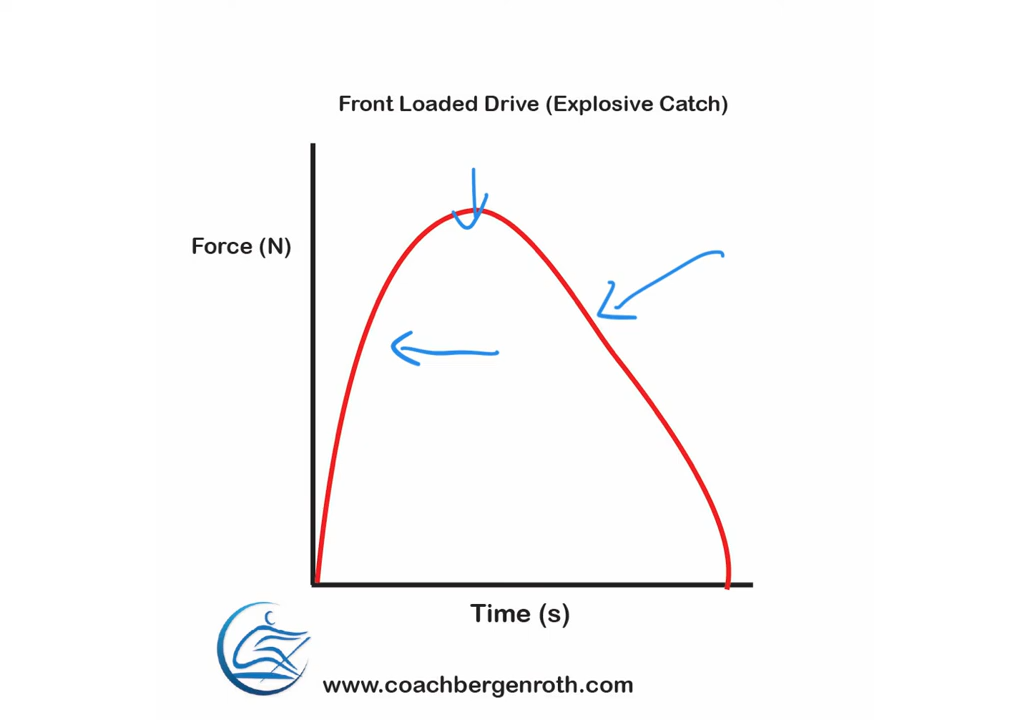 Front Loaded Drive (Explosive Catch)
Force (N)
Time (s)
www.coachbergenroth.com